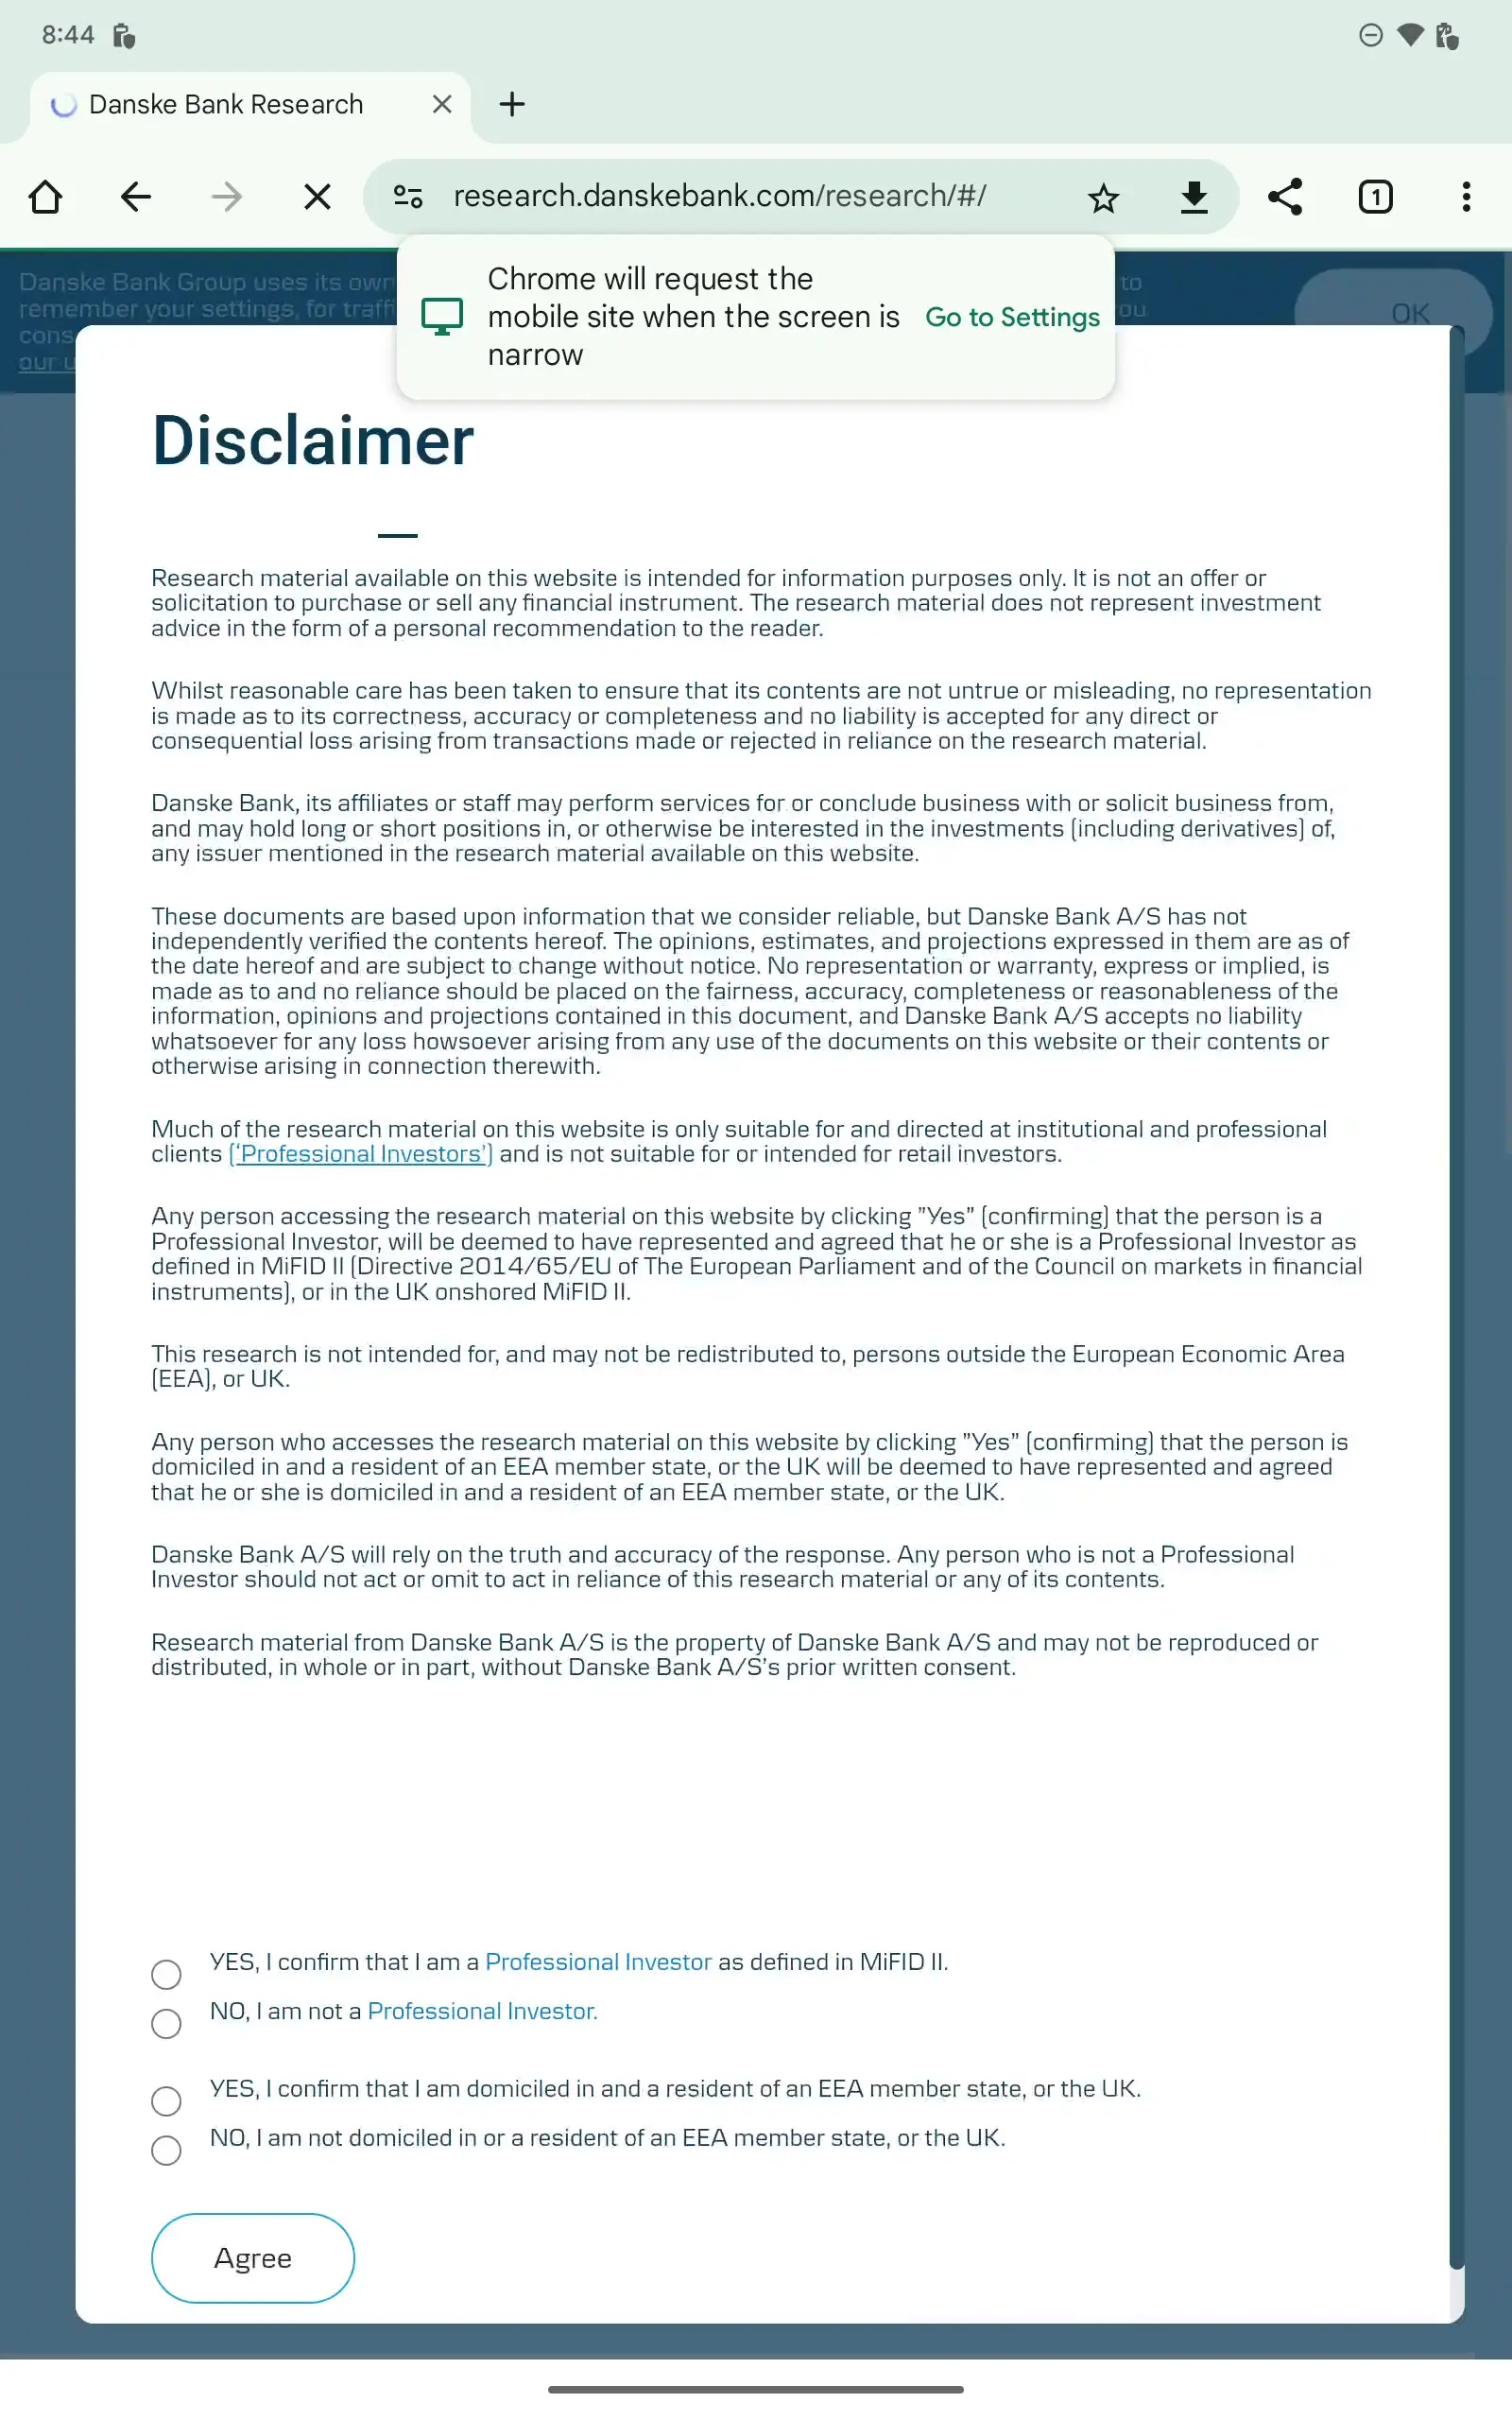 8:44
Danske Bank Research
research.danskebank.com/research/#/
1
Chrome will request the
mobile site when the screen is
narrow
Go to Settings
Danske Bank Group uses its own
to
remember your settings, for traffi
ou
OK
cons
our u
Disclaimer
Research material available on this website is intended for information purposes only. It is not an offer or
solicitation to purchase or sell any financial instrument. The research material does not represent investment
advice in the form of a personal recommendation to the reader.
Whilst reasonable care has been taken to ensure that its contents are not untrue or misleading, no representation
is made as to its correctness, accuracy or completeness and no liability is accepted for any direct or
consequential loss arising from transactions made or rejected in reliance on the research material.
Danske Bank, its affiliates or staff may perform services for or conclude business with or solicit business from,
and may hold long or short positions in, or otherwise be interested in the investments (including derivatives) of,
any issuer mentioned in the research material available on this website.
These documents are based upon information that we consider reliable, but Danske Bank A/S has not
independently verified the contents hereof. The opinions, estimates, and projections expressed in them are as of
the date hereof and are subject to change without notice. No representation or warranty, express or implied, is
made as to and no reliance should be placed on the fairness, accuracy, completeness or reasonableness of the
information, opinions and projections contained in this document, and Danske Bank A/S accepts no liability
whatsoever for any loss howsoever arising from any use of the documents on this website or their contents or
otherwise arising in connection therewith.
Much of the research material on this website is only suitable for and directed at institutional and professional
clients (‘Professional Investors’) and is not suitable for or intended for retail investors.
Any person accessing the research material on this website by clicking ”Yes” (confirming) that the person is a
Professional Investor, will be deemed to have represented and agreed that he or she is a Professional Investor as
defined in MiFID II (Directive 2014/65/EU of The European Parliament and of the Council on markets in financial
instruments), or in the UK onshored MiFID II.
This research is not intended for, and may not be redistributed to, persons outside the European Economic Area
(EEA), or UK.
Any person who accesses the research material on this website by clicking ”Yes” (confirming) that the person is
domiciled in and a resident of an EEA member state, or the UK will be deemed to have represented and agreed
that he or she is domiciled in and a resident of an EEA member state, or the UK.
Danske Bank A/S will rely on the truth and accuracy of the response. Any person who is not a Professional
Investor should not act or omit to act in reliance of this research material or any of its contents.
Research material from Danske Bank A/S is the property of Danske Bank A/S and may not be reproduced or
distributed, in whole or in part, without Danske Bank A/S’s prior written consent.
YES, I confirm that I am a Professional Investor as defined in MiFID II.
NO, I am not a Professional Investor.
YES, I confirm that I am domiciled in and a resident of an EEA member state, or the UK.
NO, I am not domiciled in or a resident of an EEA member state, or the UK.
Agree